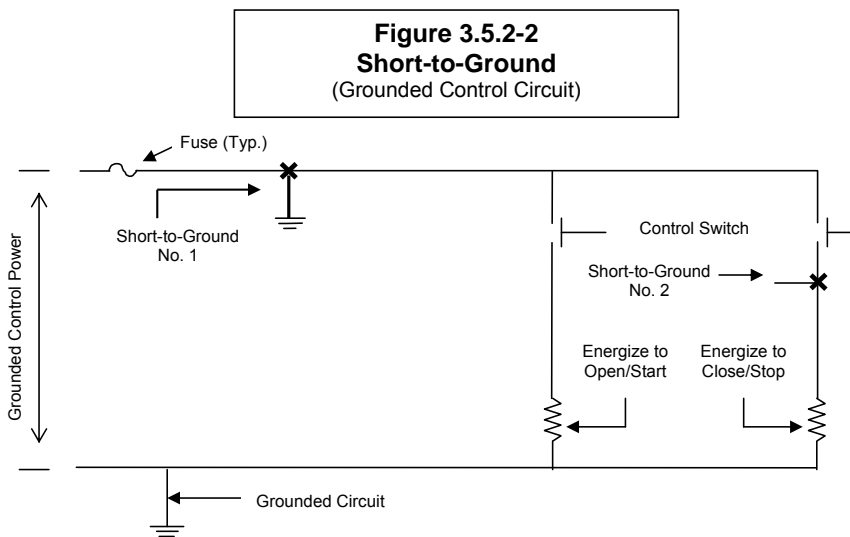 Figure 3.5.2-2
Short-to-Ground
(Grounded Control Circuit)
Fuse (Typ.)
Short-to-Ground
No. 1
Grounded Control Power
Control Switch
Short-to-Ground
No. 2
Energize to
Open/Start
Energize to
Close/Stop
Grounded Circuit